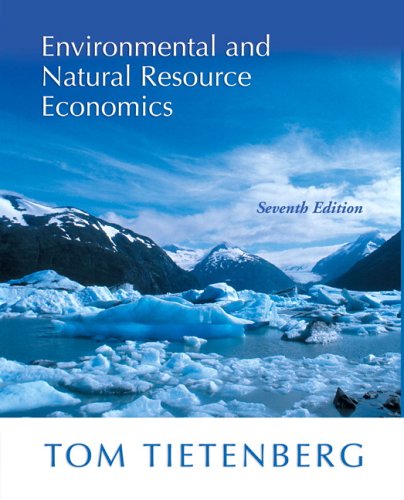 Environmental and
Natural Resource
Economics
Seventh Edition
TOM TIETENBERG